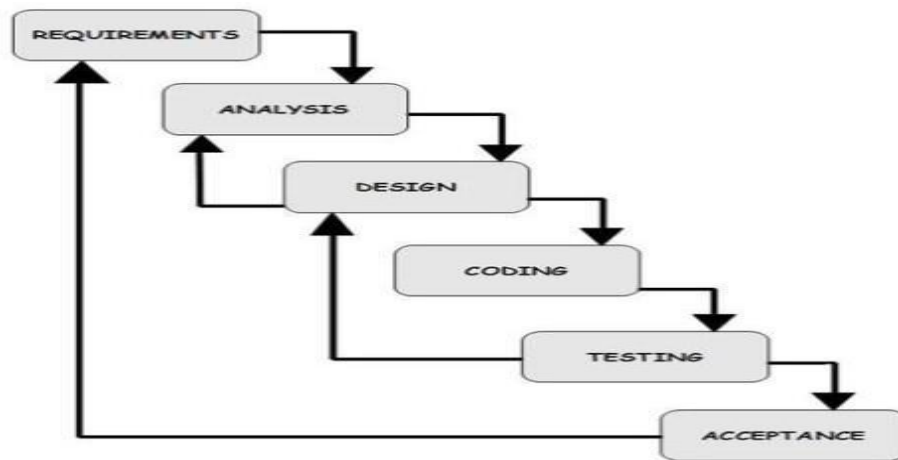 REQUIREMENTS
ANALYSIS
DESIGN
CODING
TESTING
ACCEPTANCE